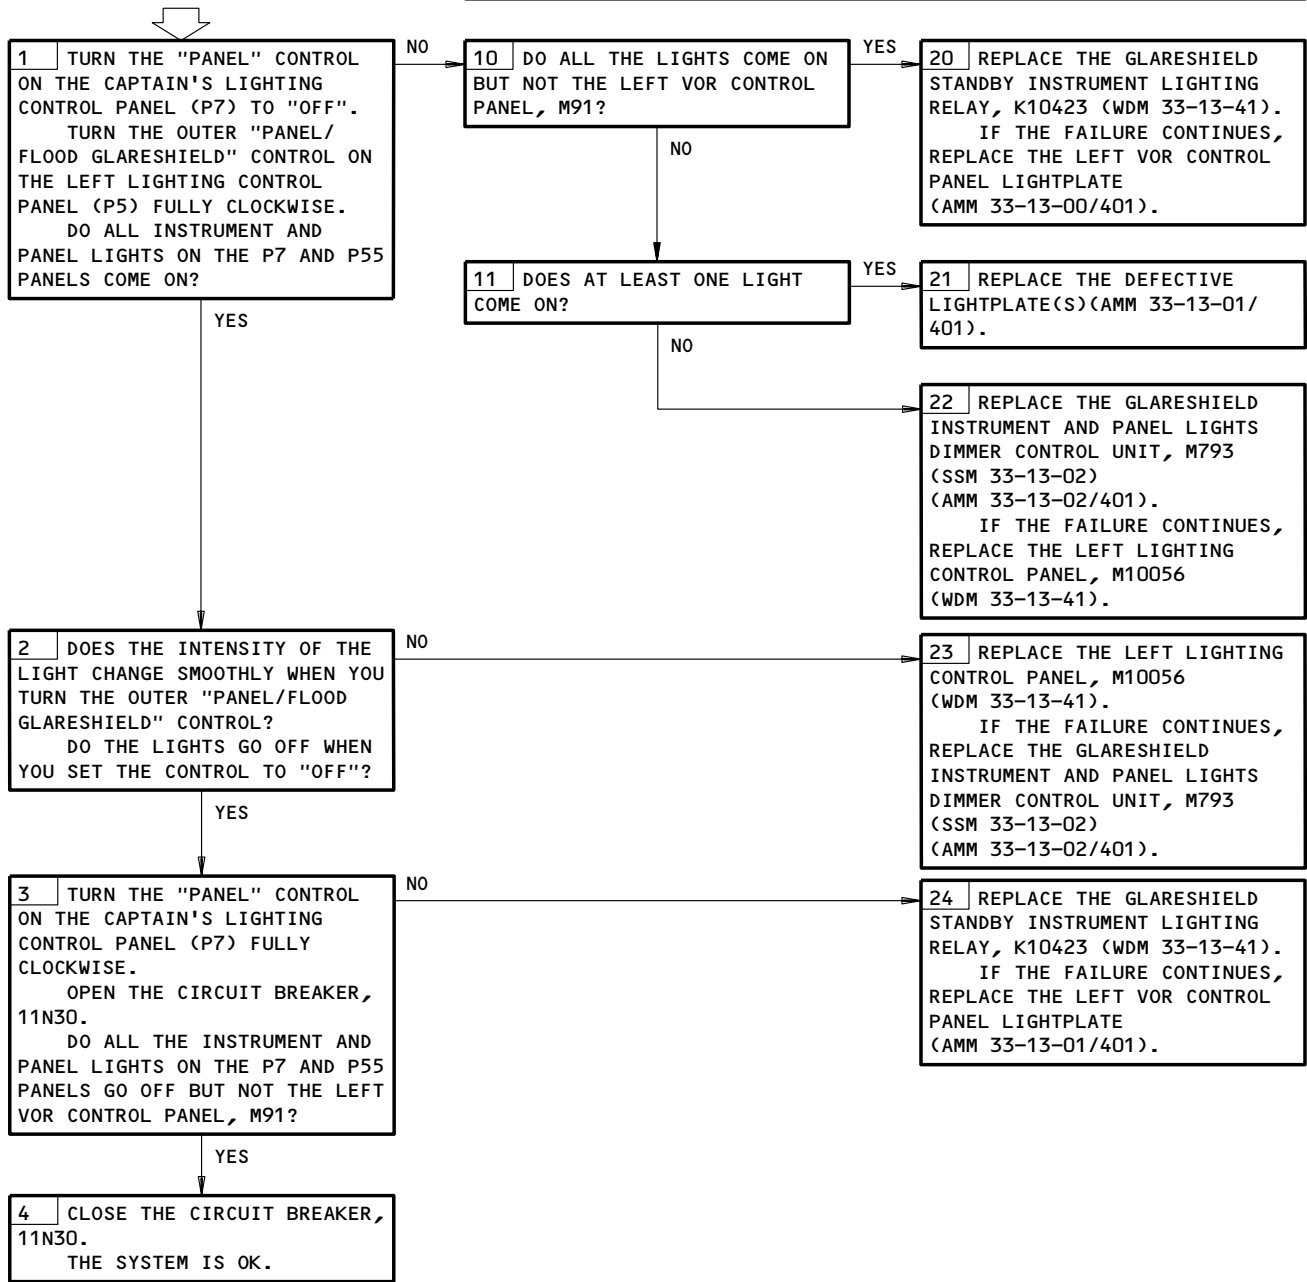 1 TURN THE "PANEL" CONTROL
ON THE CAPTAIN'S LIGHTING
CONTROL PANEL (P7) TO "OFF".
TURN THE OUTER "PANEL/
FLOOD GLARESHIELD" CONTROL ON
THE LEFT LIGHTING CONTROL
PANEL (P5) FULLY CLOCKWISE.
DO ALL INSTRUMENT AND
PANEL LIGHTS ON THE P7 AND P55
PANELS COME ON?
NO
YES
10 DO ALL THE LIGHTS COME ON
BUT NOT THE LEFT VOR CONTROL
PANEL, M91?
YES
NO
20 REPLACE THE GLARESHIELD
STANDBY INSTRUMENT LIGHTING
RELAY, K10423 (WDM 33-13-41).
IF THE FAILURE CONTINUES,
REPLACE THE LEFT VOR CONTROL
PANEL LIGHTPLATE
(AMM 33-13-00/401).
11 DOES AT LEAST ONE LIGHT
COME ON?
YES
NO
21 REPLACE THE DEFECTIVE
LIGHTPLATE(S)(AMM 33-13-01/
401).
22 REPLACE THE GLARESHIELD
INSTRUMENT AND PANEL LIGHTS
DIMMER CONTROL UNIT, M793
(SSM 33-13-02)
(AMM 33-13-02/401).
IF THE FAILURE CONTINUES,
REPLACE THE LEFT LIGHTING
CONTROL PANEL, M10056
(WDM 33-13-41).
2 DOES THE INTENSITY OF THE
LIGHT CHANGE SMOOTHLY WHEN YOU
TURN THE OUTER "PANEL/FLOOD
GLARESHIELD" CONTROL?
DO THE LIGHTS GO OFF WHEN
YOU SET THE CONTROL TO "OFF"?
NO
YES
23 REPLACE THE LEFT LIGHTING
CONTROL PANEL, M10056
(WDM 33-13-41).
IF THE FAILURE CONTINUES,
REPLACE THE GLARESHIELD
INSTRUMENT AND PANEL LIGHTS
DIMMER CONTROL UNIT, M793
(SSM 33-13-02)
(AMM 33-13-02/401).
3 TURN THE "PANEL" CONTROL
ON THE CAPTAIN'S LIGHTING
CONTROL PANEL (P7) FULLY
CLOCKWISE.
OPEN THE CIRCUIT BREAKER,
11N30.
DO ALL THE INSTRUMENT AND
PANEL LIGHTS ON THE P7 AND P55
PANELS GO OFF BUT NOT THE LEFT
VOR CONTROL PANEL, M91?
NO
YES
24 REPLACE THE GLARESHIELD
STANDBY INSTRUMENT LIGHTING
RELAY, K10423 (WDM 33-13-41).
IF THE FAILURE CONTINUES,
REPLACE THE LEFT VOR CONTROL
PANEL LIGHTPLATE
(AMM 33-13-01/401).
4 CLOSE THE CIRCUIT BREAKER,
11N30.
THE SYSTEM IS OK.